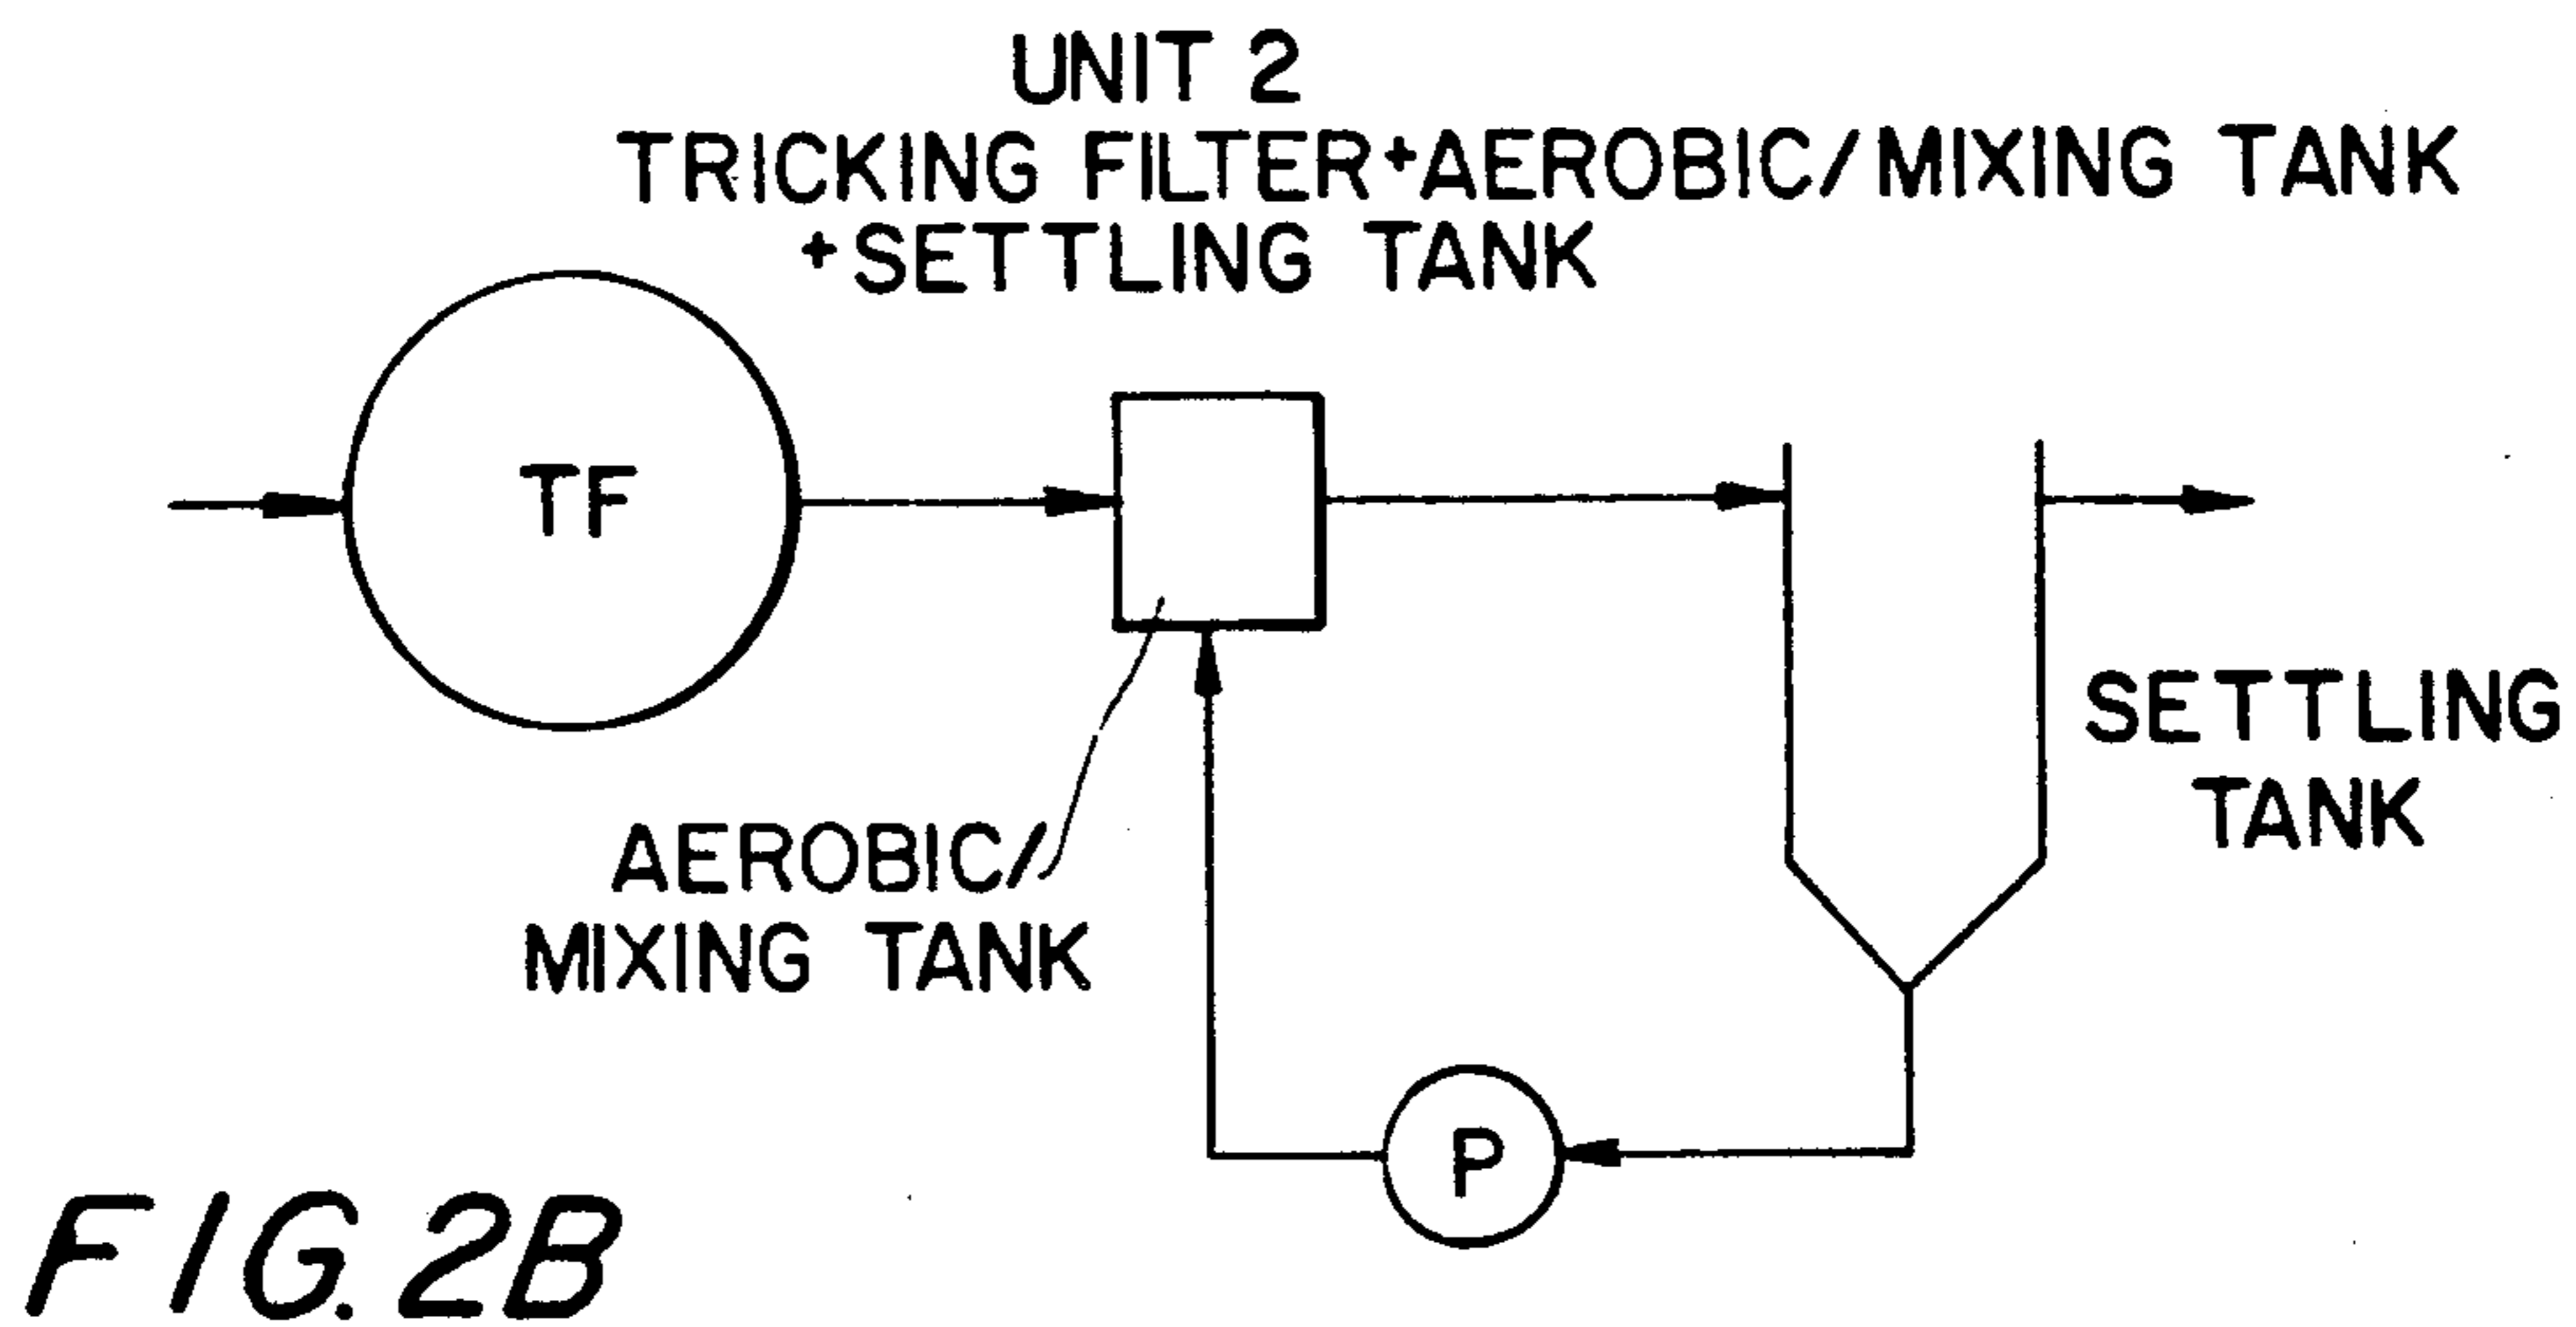 UNIT 2
TRICKING FILTER+AEROBIC/MIXING TANK
+SETTLING TANK
TF
SETTLING
TANK
AEROBIC/
MIXING TANK
P
FIG. 2B